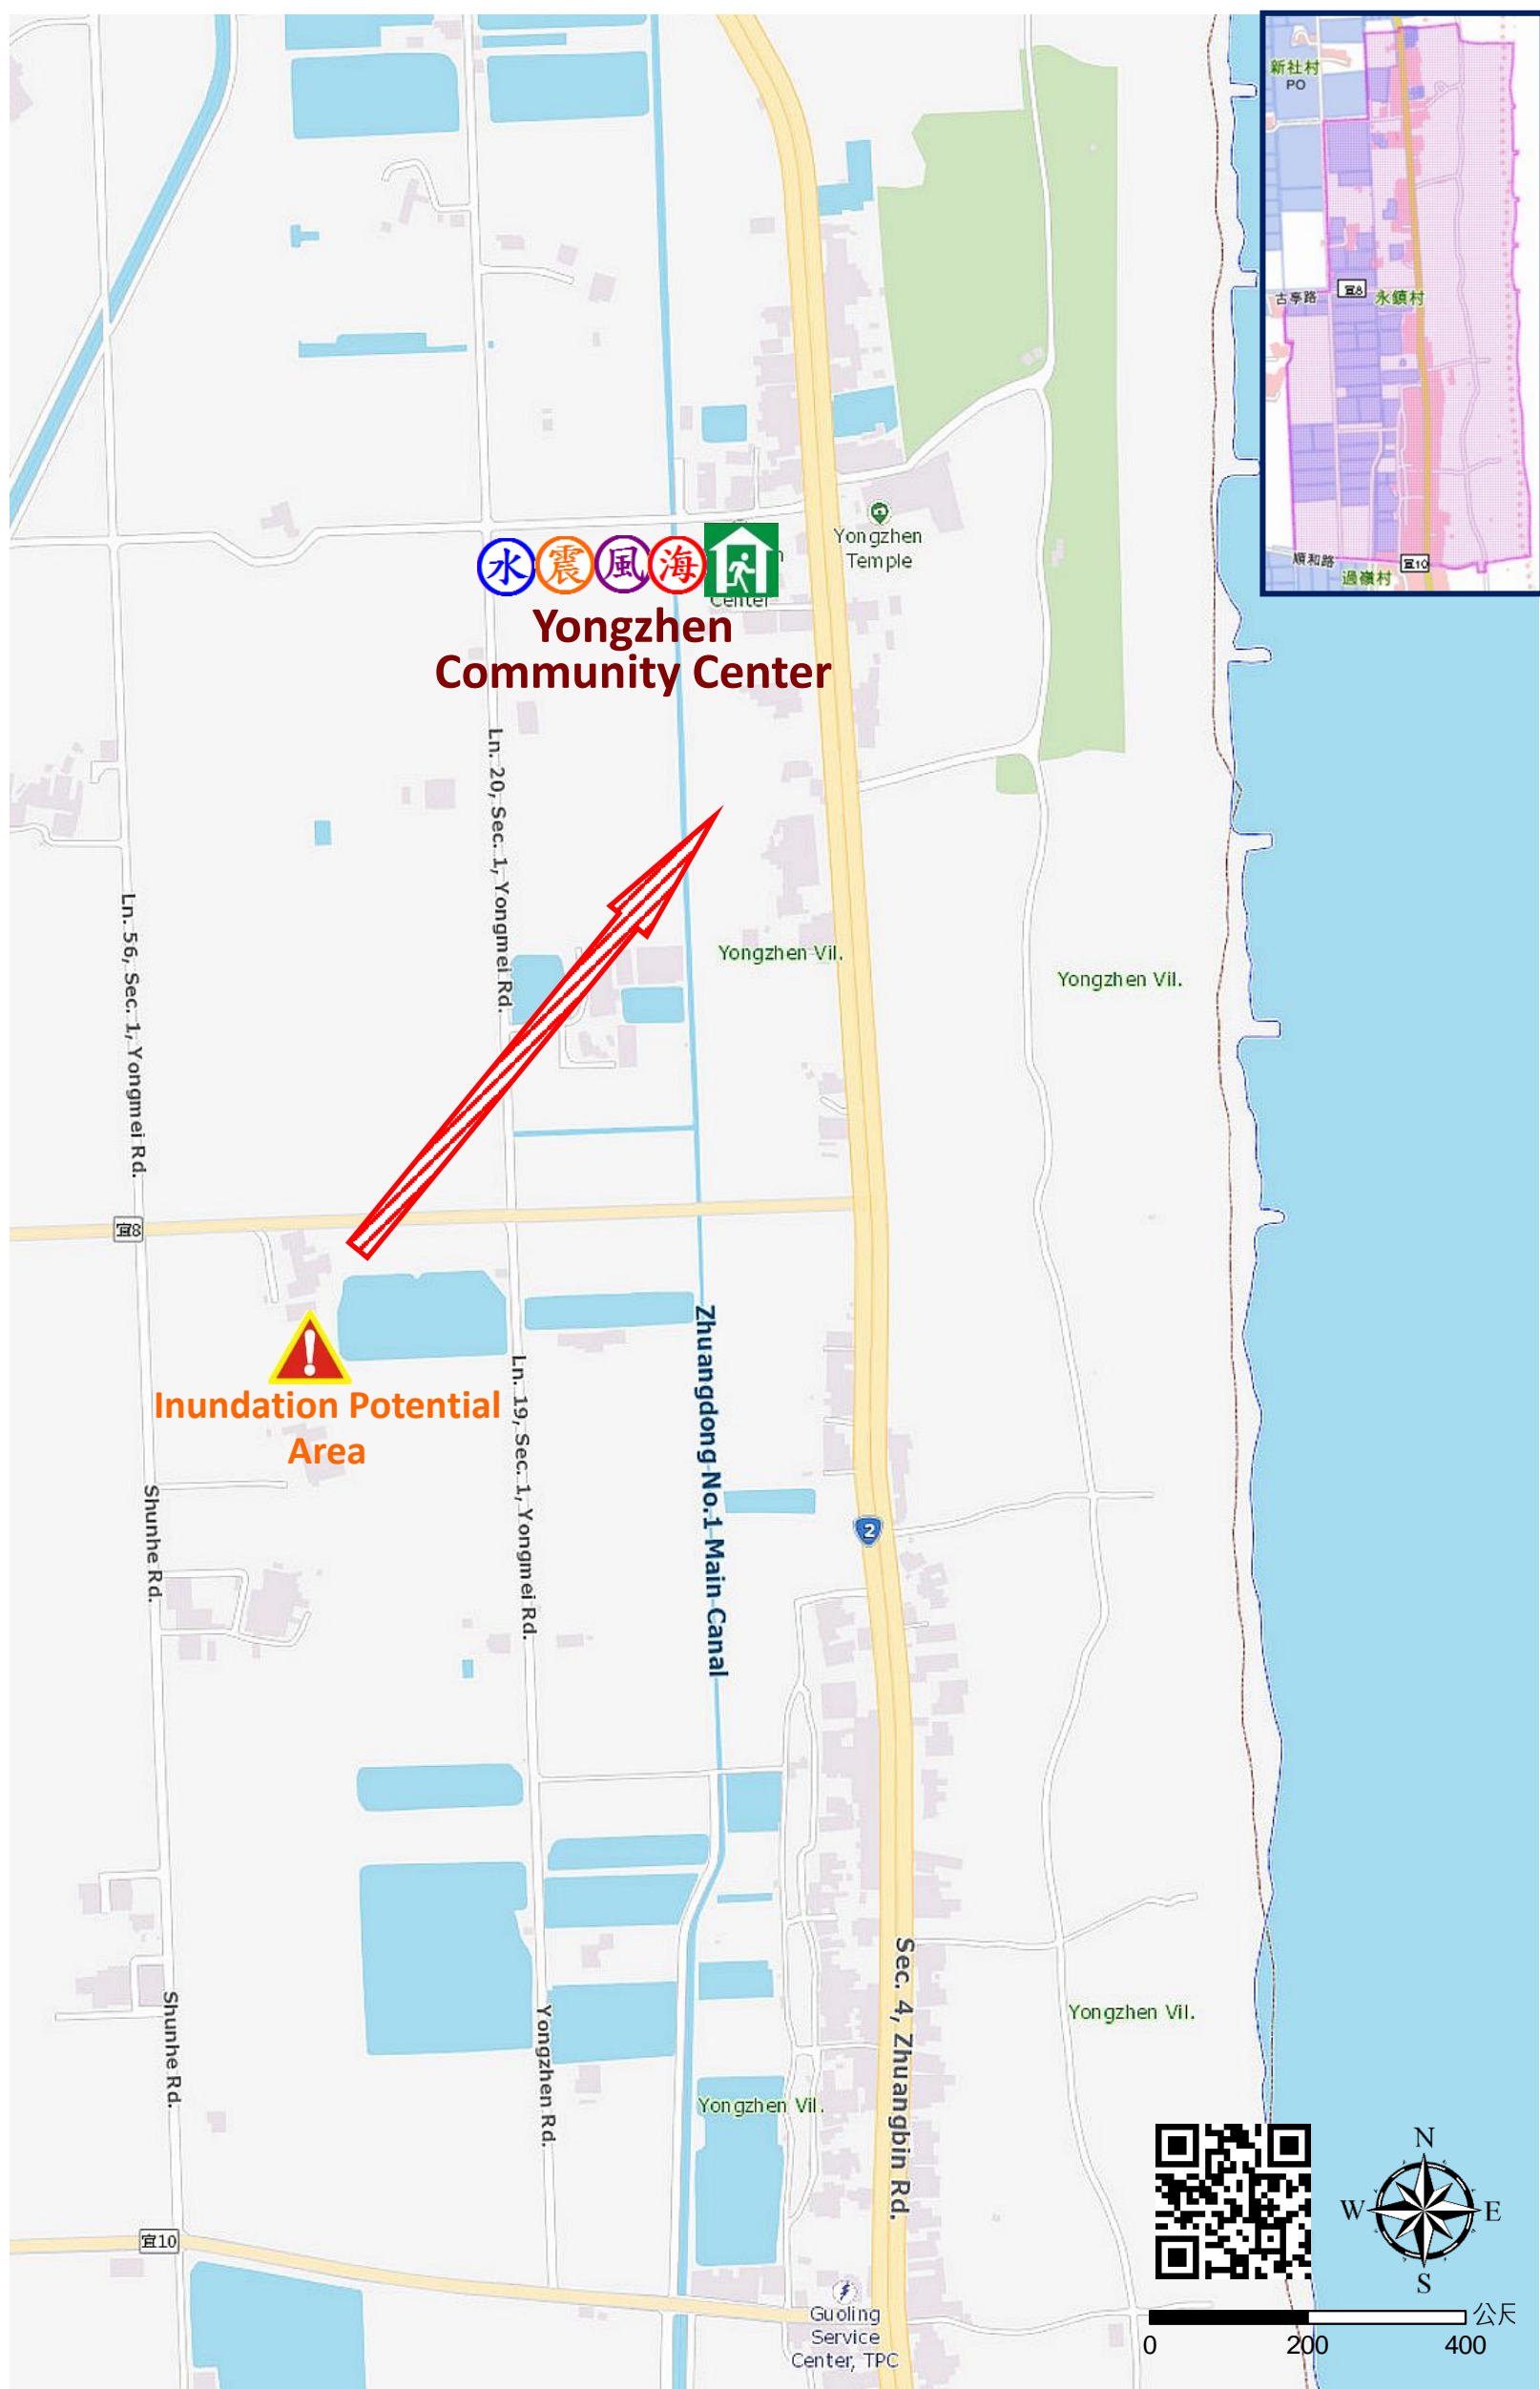 新社村
PO
古亭路
宜8
永鎮村
順和路
過嶺村
宜10
Yongzhen
Temple
水
震
風
海
Center
Yongzhen
Community Center
Ln. 20, Sec. 1, Yongmei Rd.
Ln. 56, Sec. 1, Yongmei Rd.
Yongzhen Vil.
Yongzhen Vil.
宜8
Inundation Potential
Area
Zhuangdong No.1 Main Canal
Ln. 19, Sec. 1, Yongmei Rd.
Shunhe Rd.
2
Sec. 4, Zhuangbin Rd.
Shunhe Rd.
Yongzhen Rd.
Yongzhen Vil.
Yongzhen Vil.
宜10
Guoling
Service
Center, TPC
N
W
E
S
公尺
0
200
400